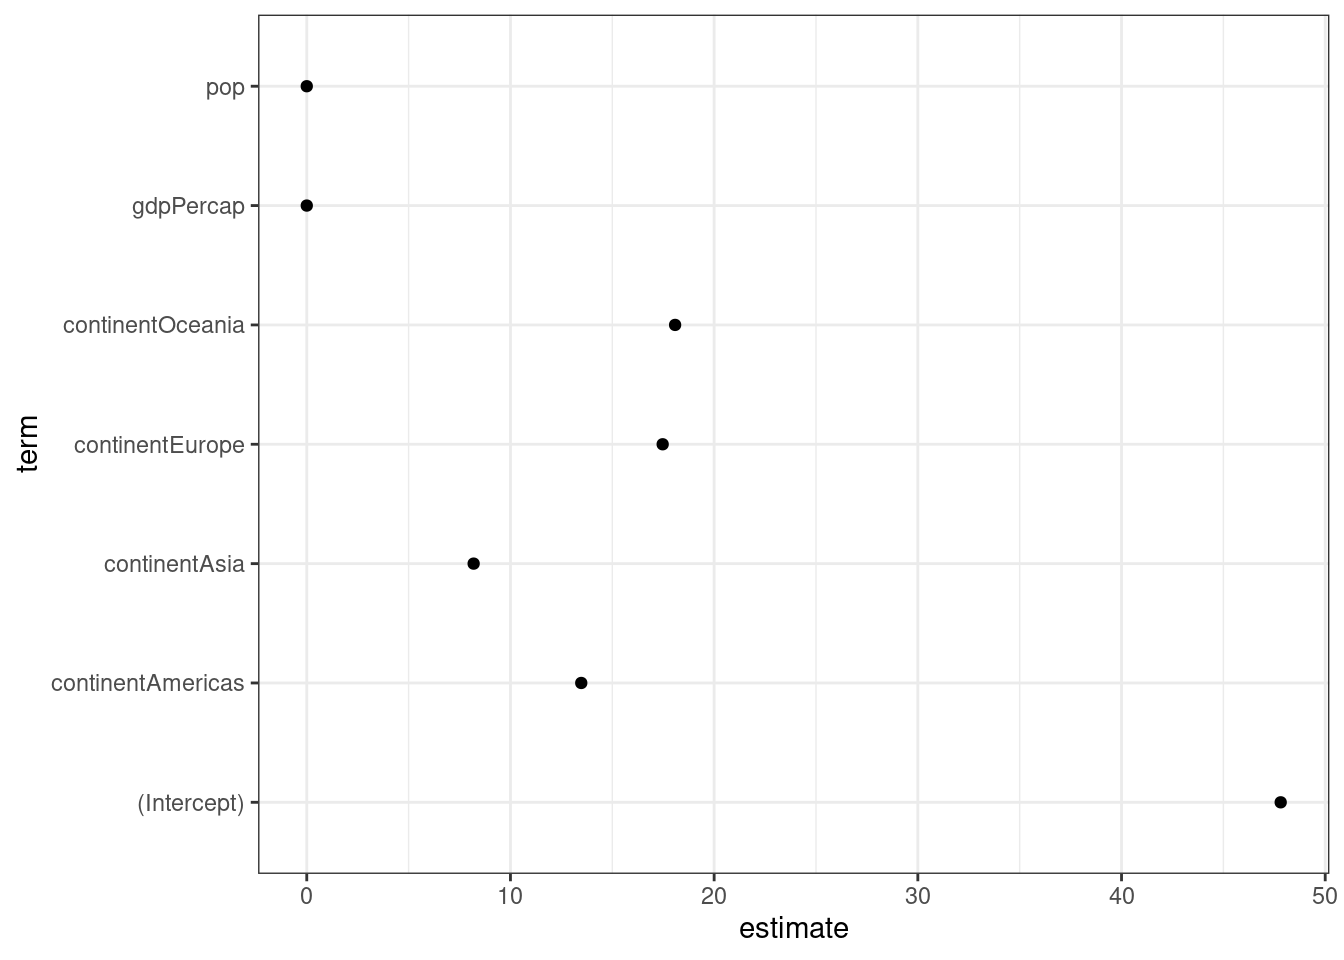 pop
gdpPercap
continentOceania
continentEurope
continentAsia
continentAmericas
(Intercept)
term
0 10 20 30 40 50
estimate